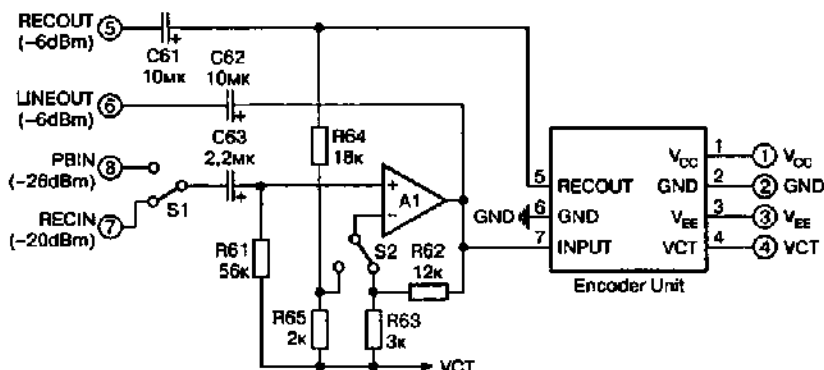 RECOUT 5
(–6dBm)
C61
10мк
C62
10мк
LINEOUT 6
(–6dBm)
C63
2,2мк
PBIN 8
(–26dBm)
RECIN 7
(–20dBm)
S1
R61
56к
R64
18к
R65
2к
+
A1
–
S2
R62
12к
R63
3к
VCT
GND
5 RECOUT
6 GND
7 INPUT
VCC 1
GND 2
VEE 3
VCT 4
1 VCC
2 GND
3 VEE
4 VCT
Encoder Unit